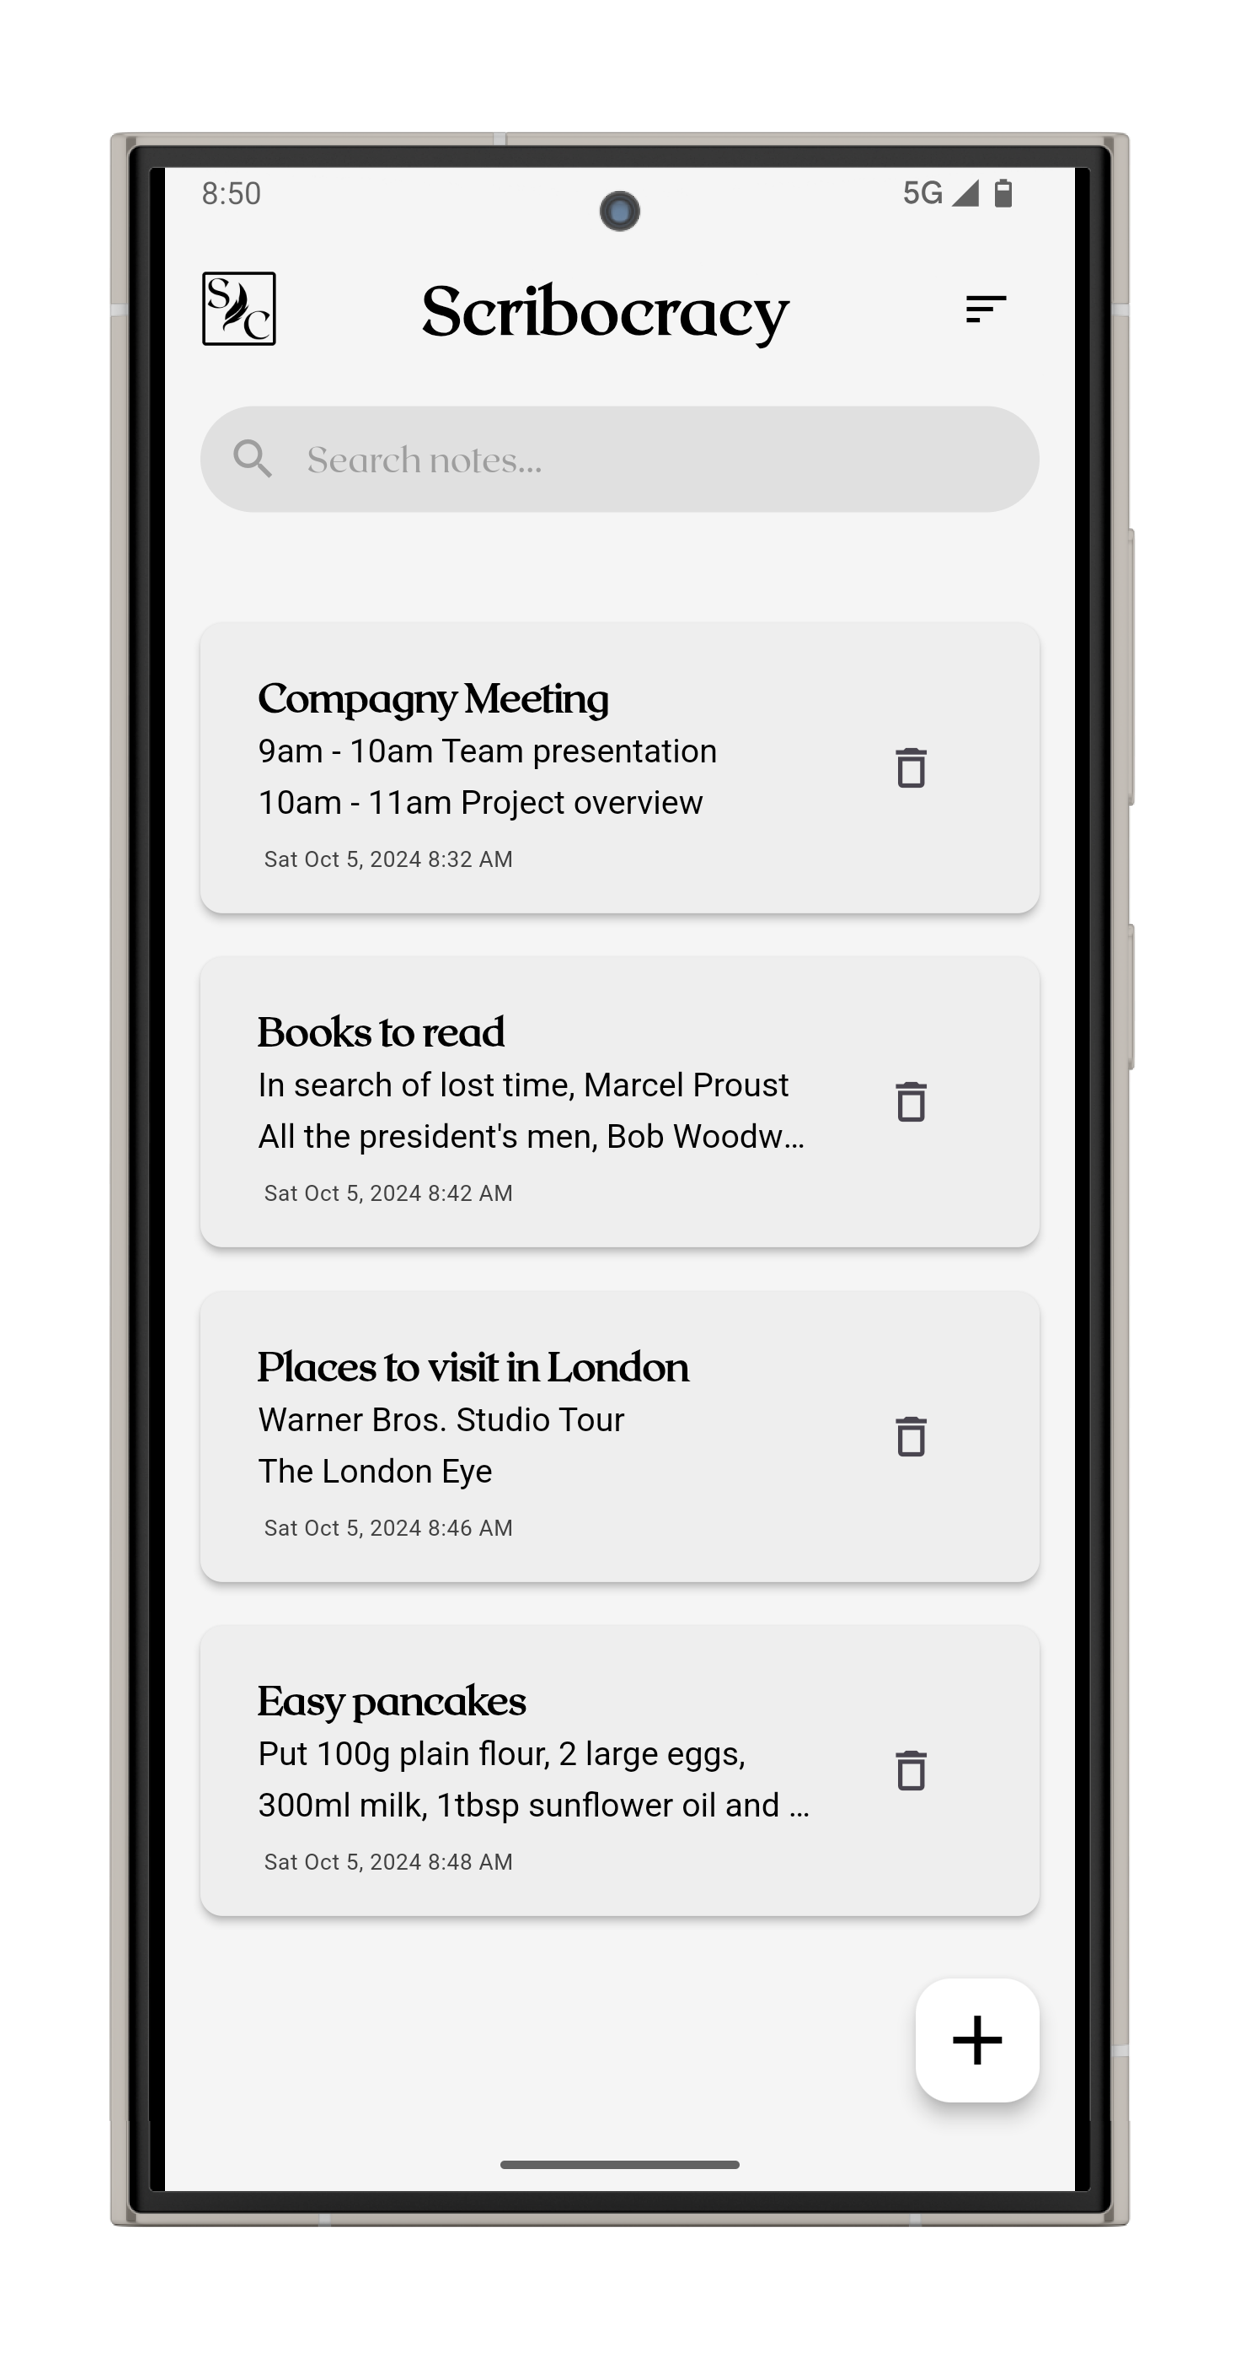 8:50
5G
S C
Scribocracy
Search notes...
Compagny Meeting
9am - 10am Team presentation
10am - 11am Project overview
Sat Oct 5, 2024 8:32 AM
Books to read
In search of lost time, Marcel Proust
All the president's men, Bob Woodw...
Sat Oct 5, 2024 8:42 AM
Places to visit in London
Warner Bros. Studio Tour
The London Eye
Sat Oct 5, 2024 8:46 AM
Easy pancakes
Put 100g plain flour, 2 large eggs,
300ml milk, 1tbsp sunflower oil and ...
Sat Oct 5, 2024 8:48 AM